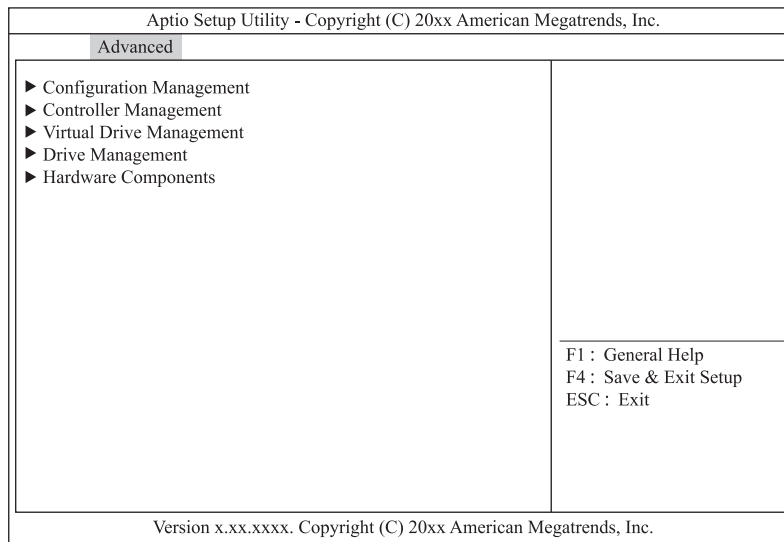 Aptio Setup Utility - Copyright (C) 20xx American Megatrends, Inc.
Advanced
▶ Configuration Management
▶ Controller Management
▶ Virtual Drive Management
▶ Drive Management
▶ Hardware Components
F1 : General Help
F4 : Save & Exit Setup
ESC : Exit
Version x.xx.xxxx. Copyright (C) 20xx American Megatrends, Inc.